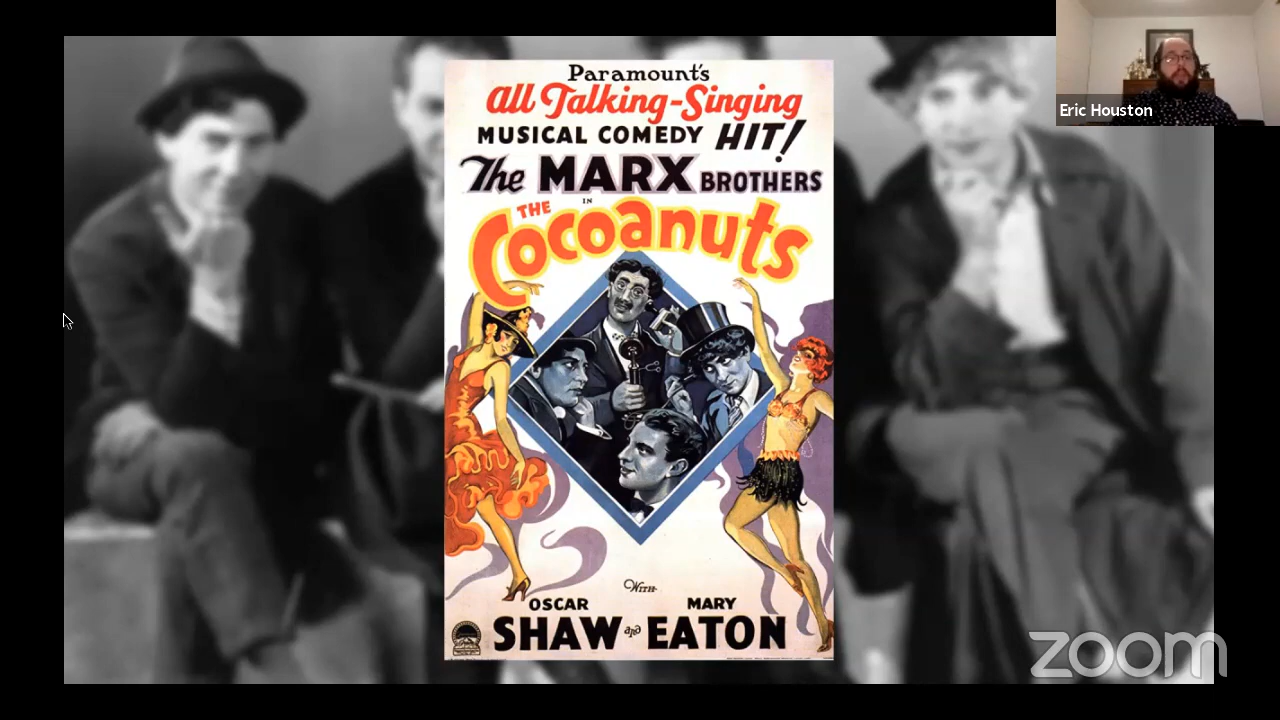 Paramount's
all Talking-Singing
MUSICAL COMEDY HIT!
The MARX BROTHERS
IN
THE
Cocoanuts
WITH
OSCAR MARY
SHAW and EATON
Eric Houston
zoom